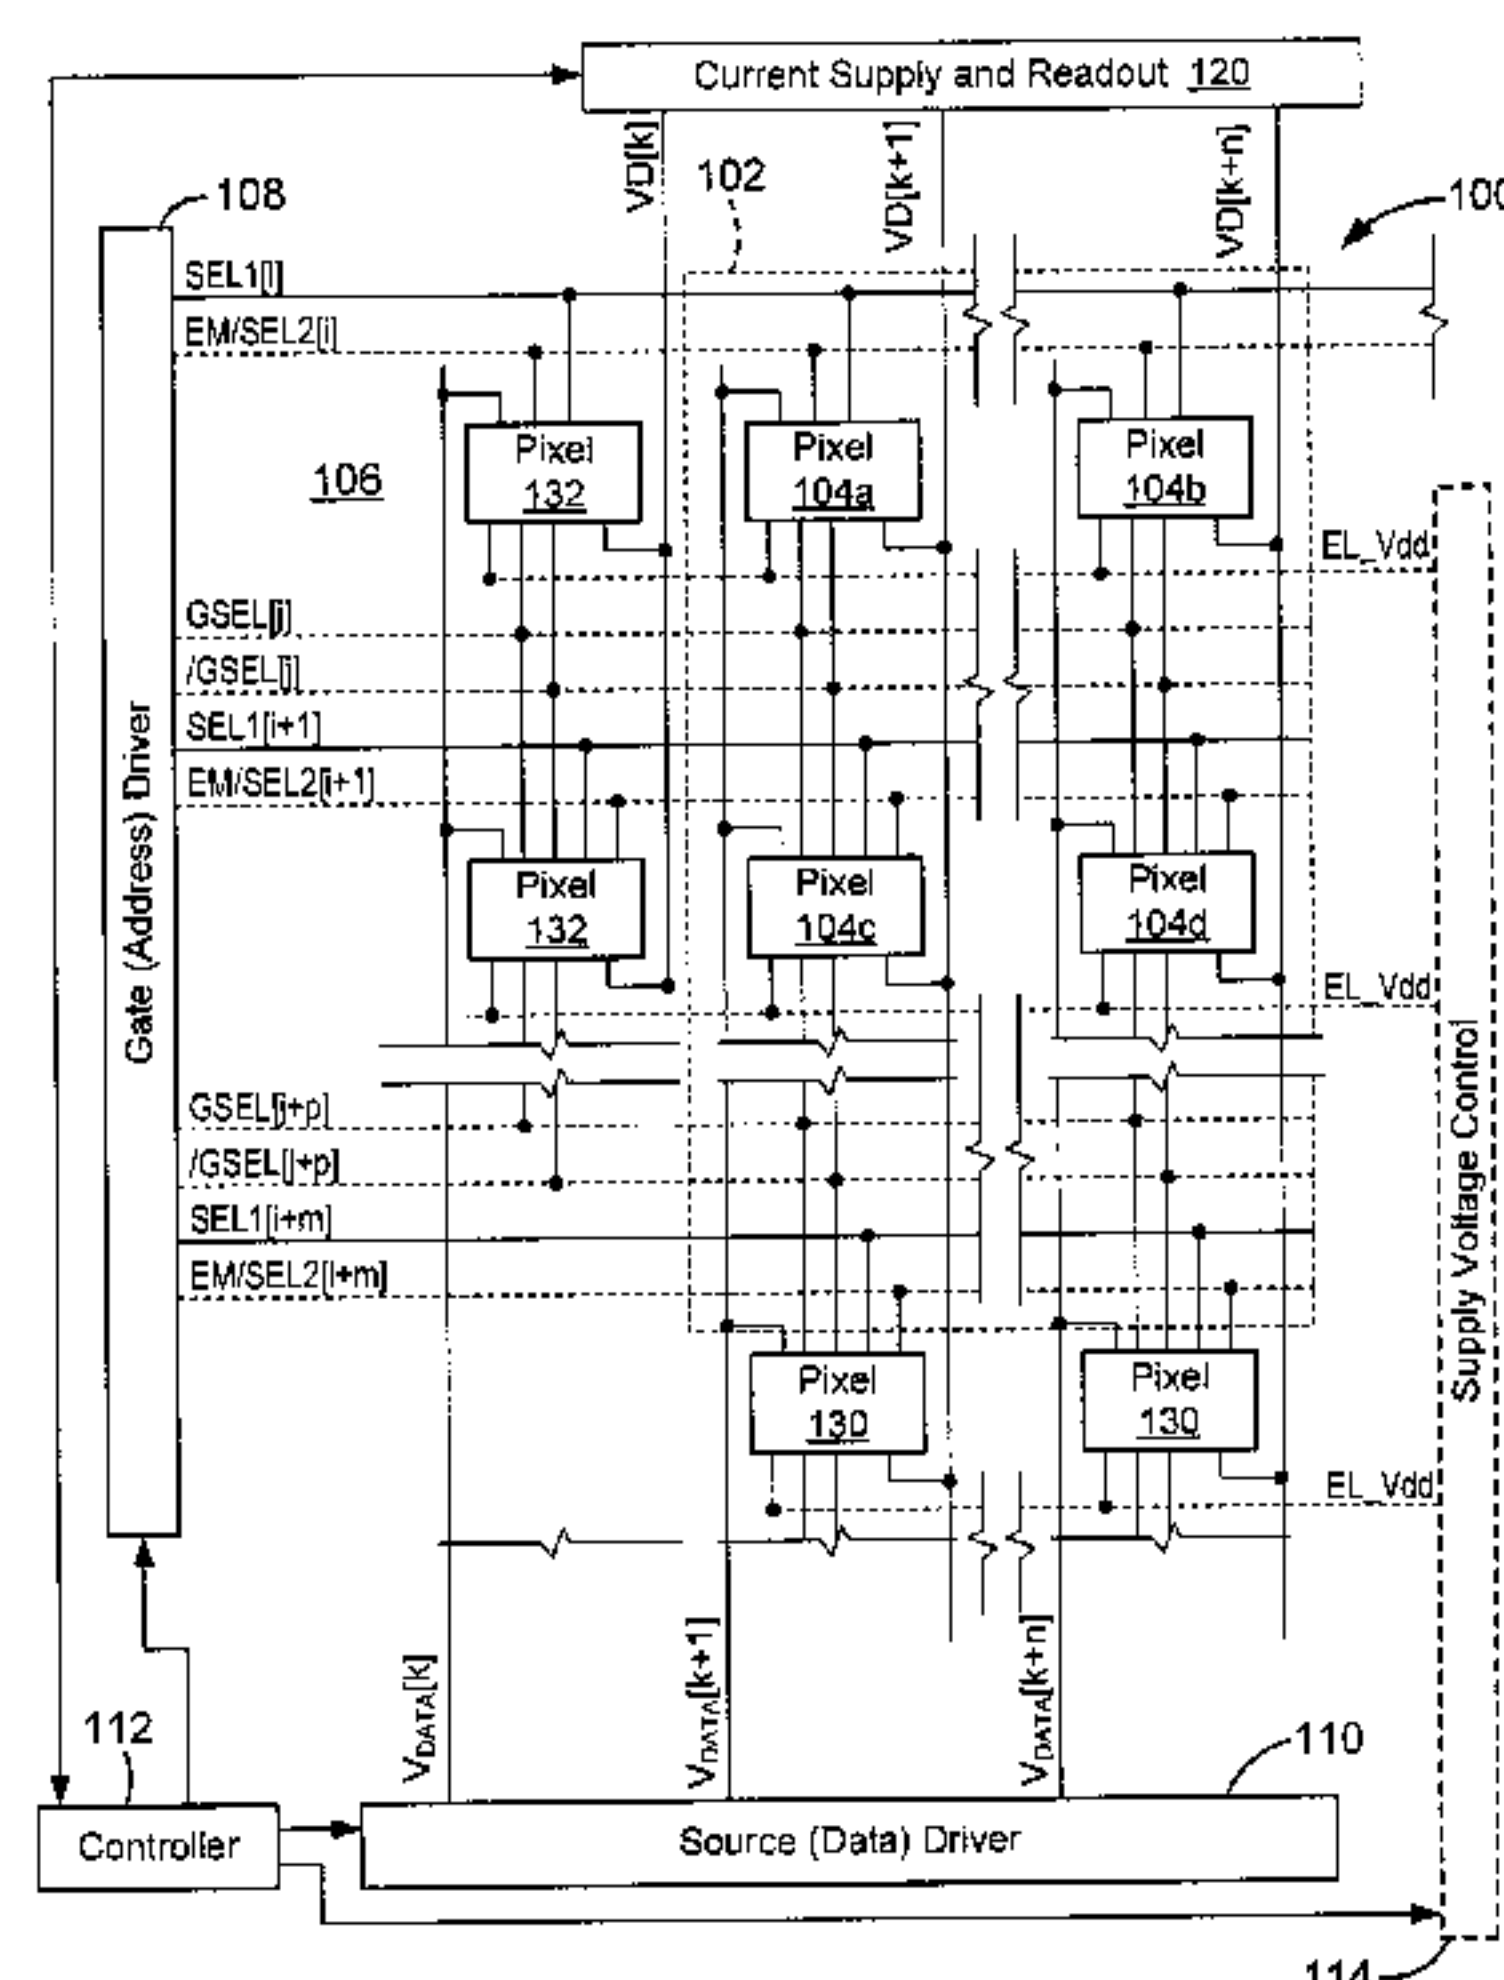 Current Supply and Readout 120
VD[k]
VD[k+1]
VD[k+n]
102
108
100
SEL1[i]
EM/SEL2[i]
106
Pixel
132
Pixel
104a
Pixel
104b
EL_Vdd
GSEL[j]
/GSEL[j]
SEL1[i+1]
EM/SEL2[i+1]
Gate (Address) Driver
Pixel
132
Pixel
104c
Pixel
104d
EL_Vdd
Supply Voltage Control
GSEL[j+p]
/GSEL[j+p]
SEL1[i+m]
EM/SEL2[i+m]
Pixel
130
Pixel
130
EL_Vdd
VDATA[k]
VDATA[k+1]
VDATA[k+n]
112
110
Controller
Source (Data) Driver
114